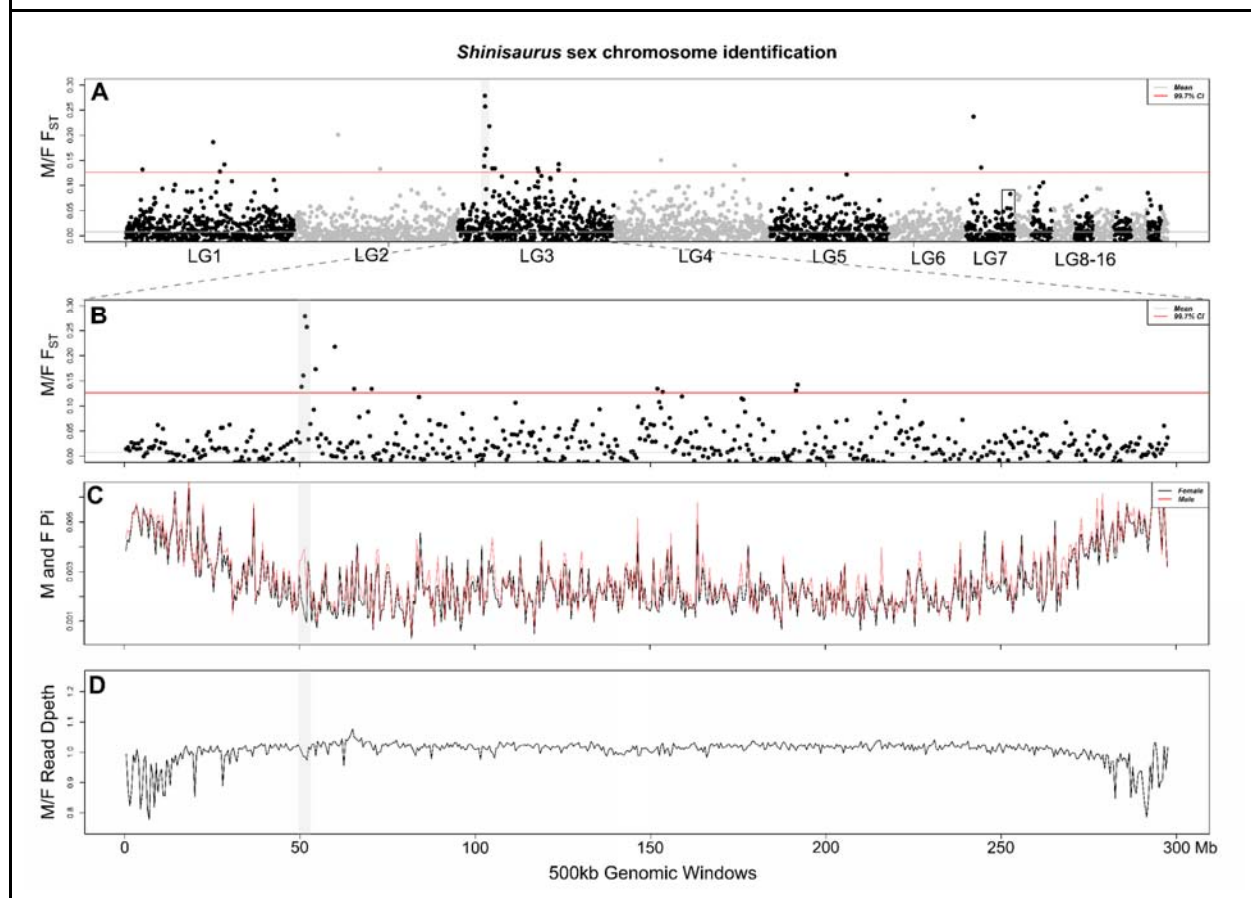 Shinisaurus sex chromosome identification
A
M/F FST
0.00 0.05 0.10 0.15 0.20 0.25 0.30
Mean
99.7% CI
LG1 LG2 LG3 LG4 LG5 LG6 LG7 LG8-16
B
M/F FST
0.00 0.05 0.10 0.15 0.20 0.25 0.30
Mean
99.7% CI
C
M and F Pi
0.001 0.003 0.005
Female
Male
D
M/F Read Dpeth
0.8 0.9 1.0 1.1 1.2
0 50 100 150 200 250 300 Mb
500kb Genomic Windows